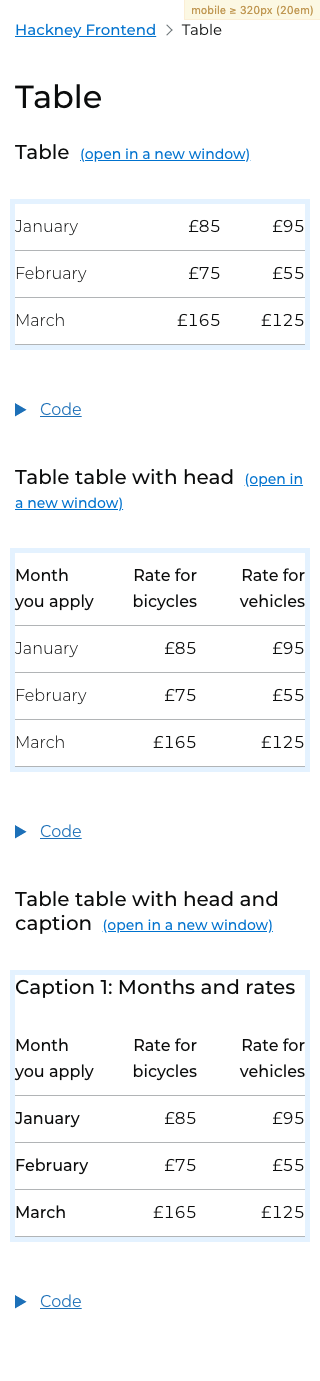 mobile ≥ 320px (20em)
Hackney Frontend > Table
Table
Table (open in a new window)
January £85 £95
February £75 £55
March £165 £125
Code
Table table with head (open in
a new window)
Month Rate for Rate for
you apply bicycles vehicles
January £85 £95
February £75 £55
March £165 £125
Code
Table table with head and
caption (open in a new window)
Caption 1: Months and rates
Month Rate for Rate for
you apply bicycles vehicles
January £85 £95
February £75 £55
March £165 £125
Code